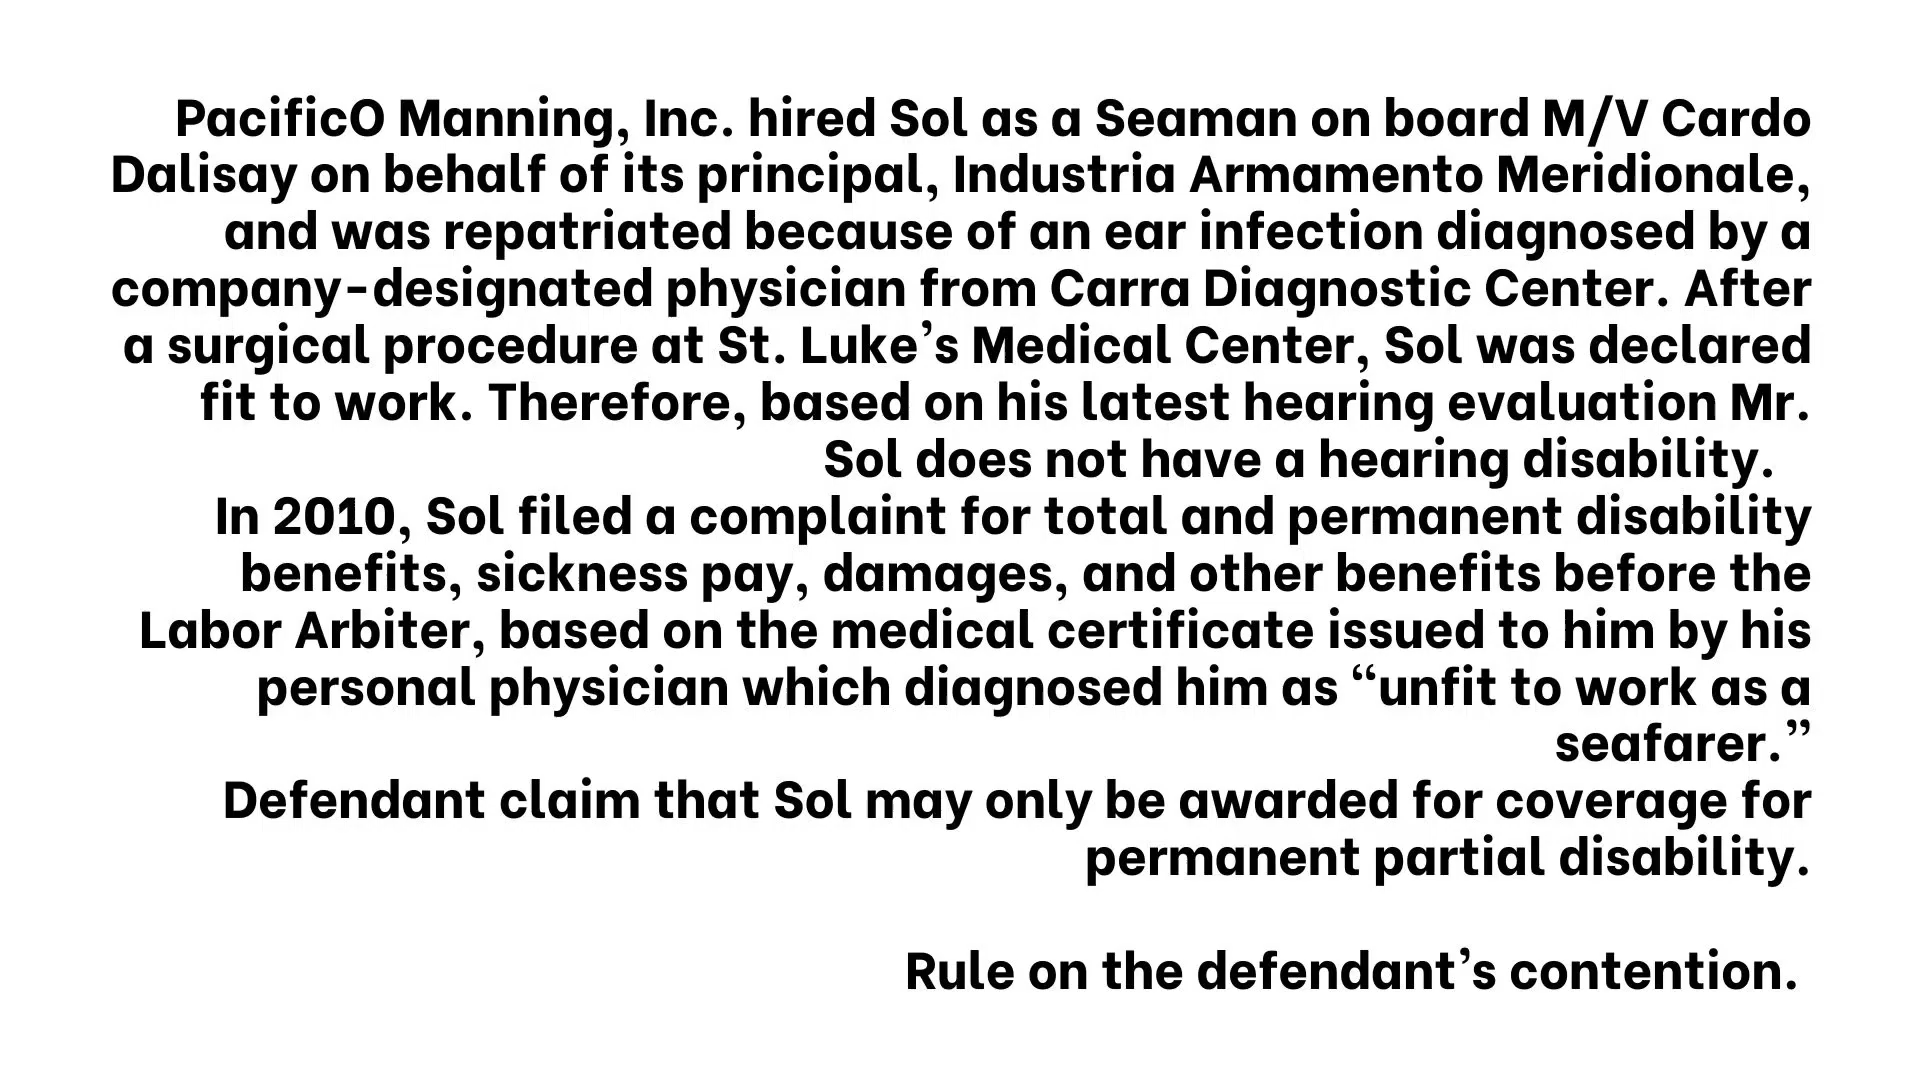 PacificO Manning, Inc. hired Sol as a Seaman on board M/V Cardo
Dalisay on behalf of its principal, Industria Armamento Meridionale,
and was repatriated because of an ear infection diagnosed by a
company-designated physician from Carra Diagnostic Center. After
a surgical procedure at St. Luke’s Medical Center, Sol was declared
fit to work. Therefore, based on his latest hearing evaluation Mr.
Sol does not have a hearing disability.
In 2010, Sol filed a complaint for total and permanent disability
benefits, sickness pay, damages, and other benefits before the
Labor Arbiter, based on the medical certificate issued to him by his
personal physician which diagnosed him as “unfit to work as a
seafarer.”
Defendant claim that Sol may only be awarded for coverage for
permanent partial disability.
Rule on the defendant’s contention.